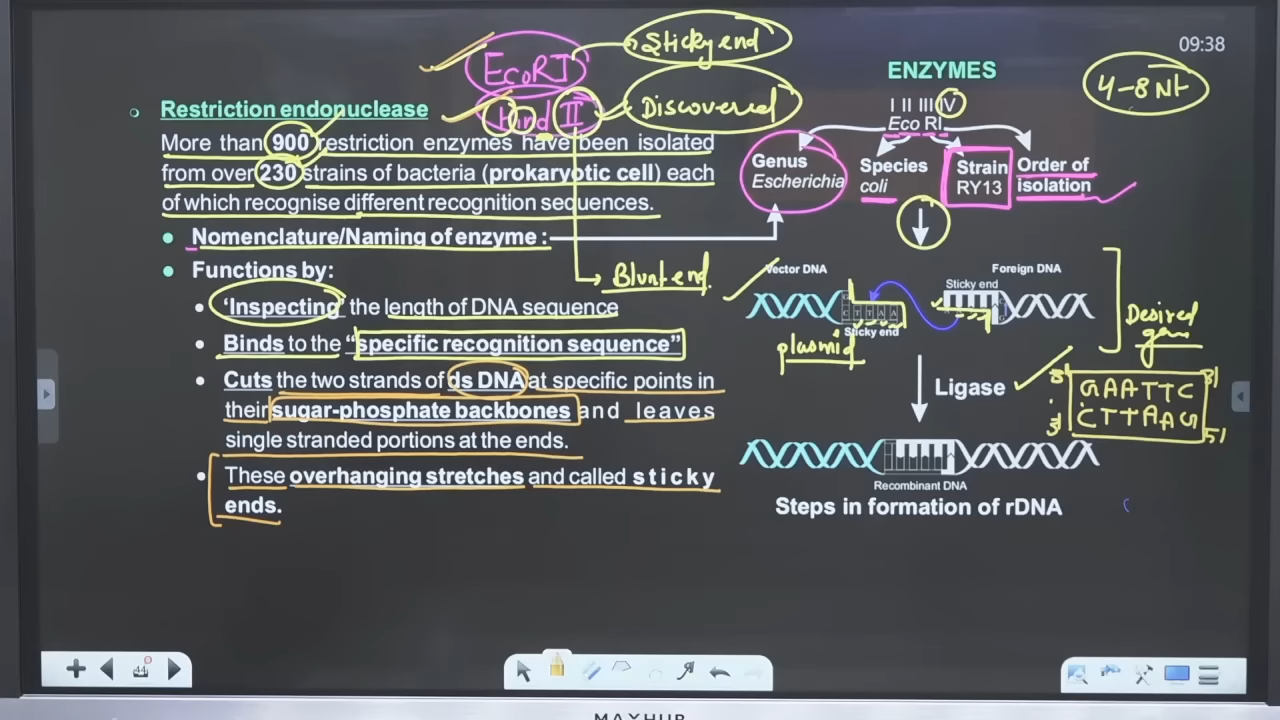 09:38
EcoRI
Sticky end
Hind II
Discovered
Blunt end.
Restriction endonuclease
More than 900 restriction enzymes have been isolated
from over 230 strains of bacteria (prokaryotic cell) each
of which recognise different recognition sequences.
Nomenclature/Naming of enzyme :
Functions by:
‘Inspecting’ the length of DNA sequence
Binds to the “specific recognition sequence”
Cuts the two strands of ds DNA at specific points in
their sugar-phosphate backbones and leaves
single stranded portions at the ends.
These overhanging stretches and called sticky
ends.
ENZYMES
4-8 Nt
I II III IV
Eco RI
Genus
Escherichia
Species
coli
Strain
RY13
Order of
isolation
Vector DNA
Foreign DNA
Sticky end
Sticky end
plasmid
Desired
gene
Ligase
5' GAATTC 3'
3' CTTAAG 5'
Recombinant DNA
Steps in formation of rDNA
44
MAXHUB